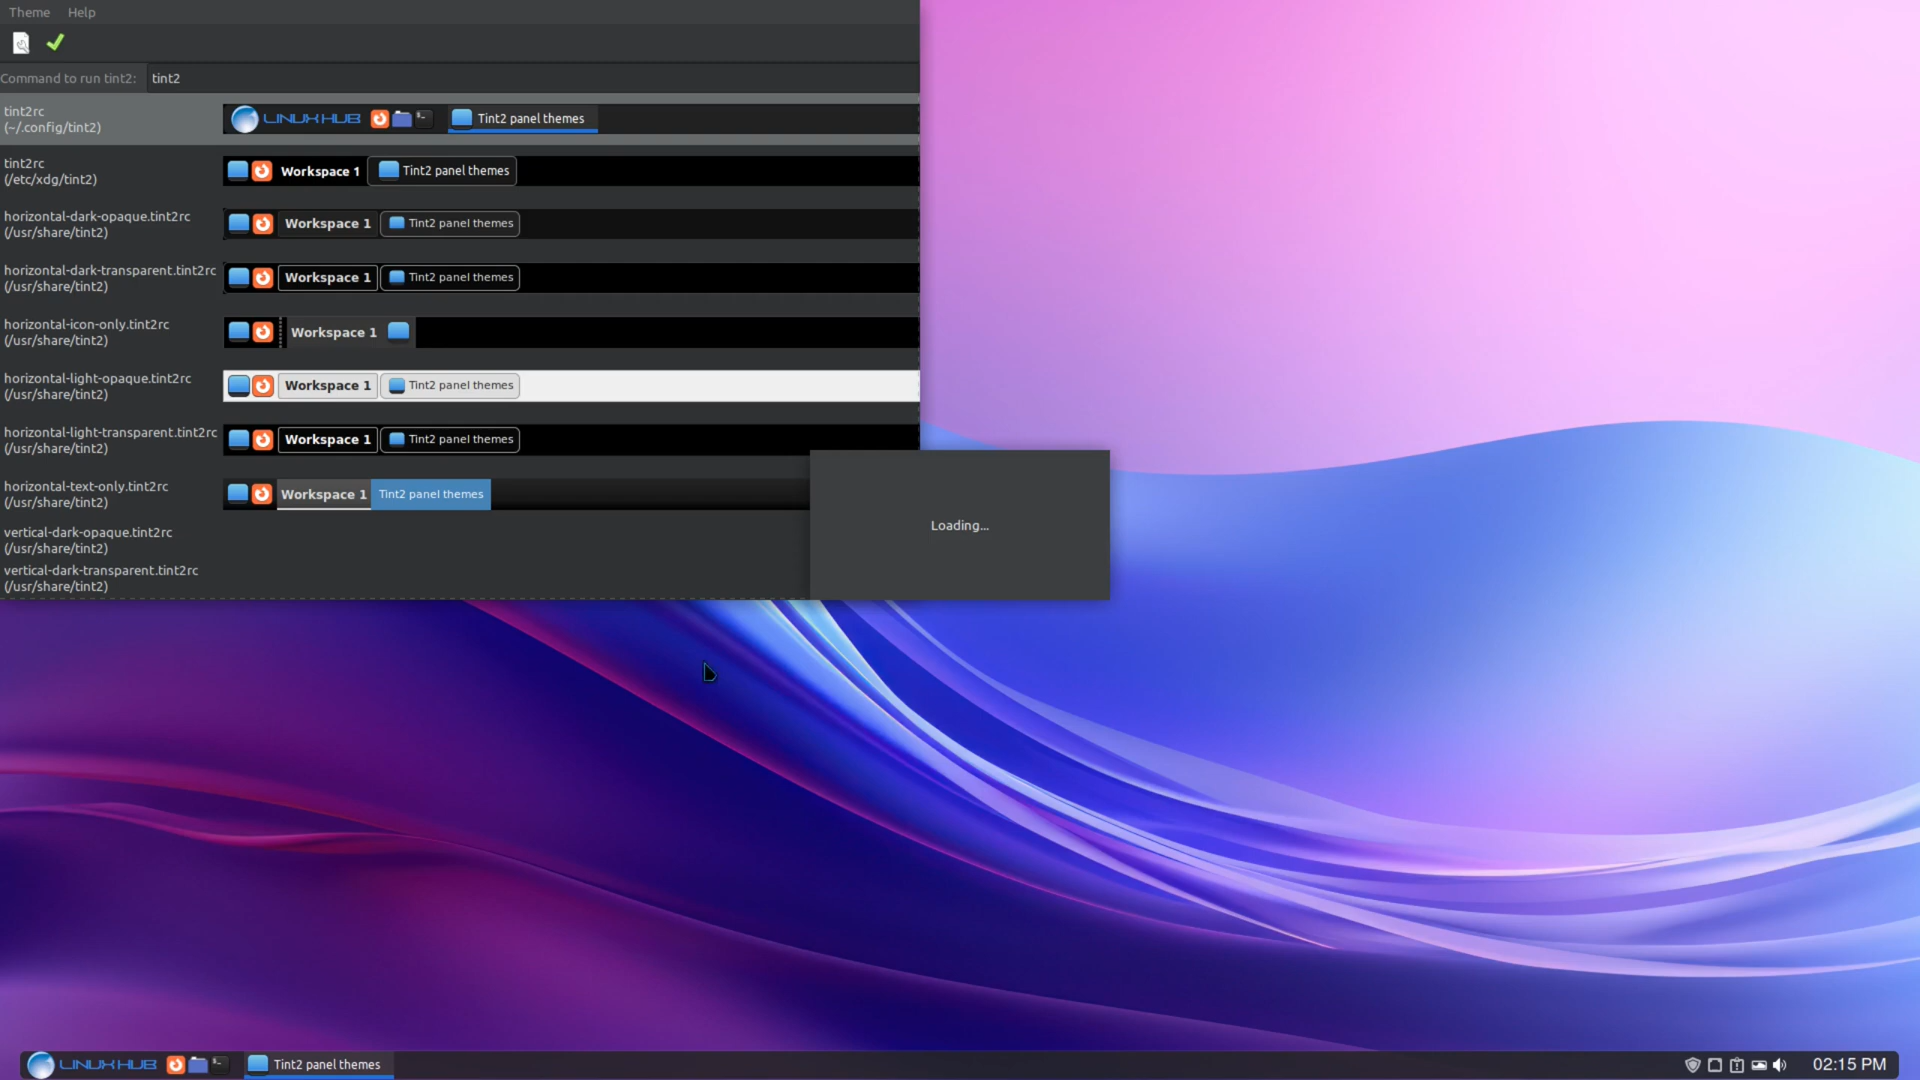 Theme Help
Command to run tint2: tint2
tint2rc
(~/.config/tint2)
LINUX HUB Tint2 panel themes
tint2rc
(/etc/xdg/tint2)
Workspace 1 Tint2 panel themes
horizontal-dark-opaque.tint2rc
(/usr/share/tint2)
Workspace 1 Tint2 panel themes
horizontal-dark-transparent.tint2rc
(/usr/share/tint2)
Workspace 1 Tint2 panel themes
horizontal-icon-only.tint2rc
(/usr/share/tint2)
Workspace 1
horizontal-light-opaque.tint2rc
(/usr/share/tint2)
Workspace 1 Tint2 panel themes
horizontal-light-transparent.tint2rc
(/usr/share/tint2)
Workspace 1 Tint2 panel themes
horizontal-text-only.tint2rc
(/usr/share/tint2)
Workspace 1 Tint2 panel themes
vertical-dark-opaque.tint2rc
(/usr/share/tint2)
vertical-dark-transparent.tint2rc
(/usr/share/tint2)
Loading...
LINUX HUB Tint2 panel themes 02:15 PM